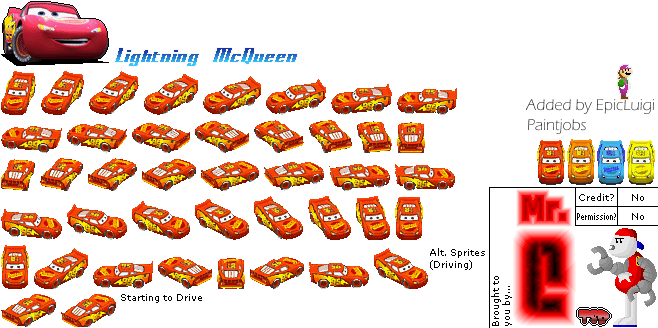 Lightning McQueen
Added by EpicLuigi
Paintjobs
Mr.
C
Credit? No
Permission? No
Brought to
you by...
Alt. Sprites
(Driving)
Starting to Drive